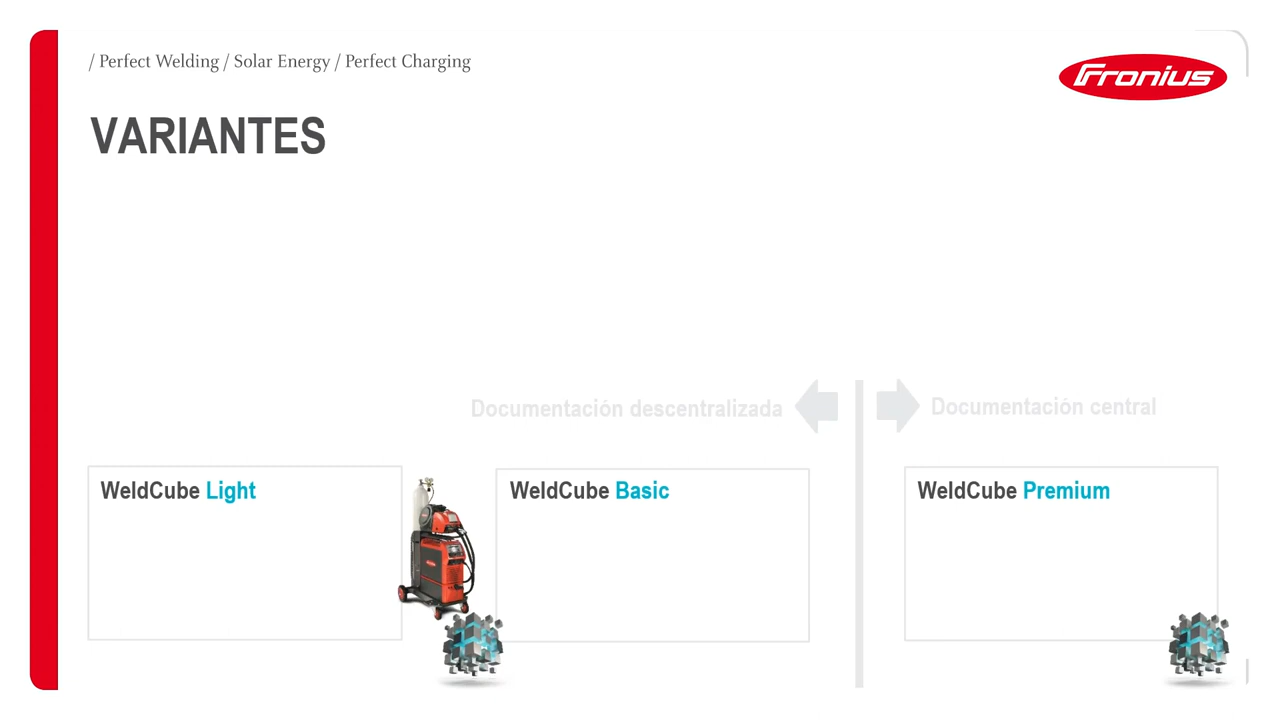 / Perfect Welding / Solar Energy / Perfect Charging
Fronius
VARIANTES
Documentación descentralizada
Documentación central
WeldCube Light
WeldCube Basic
WeldCube Premium